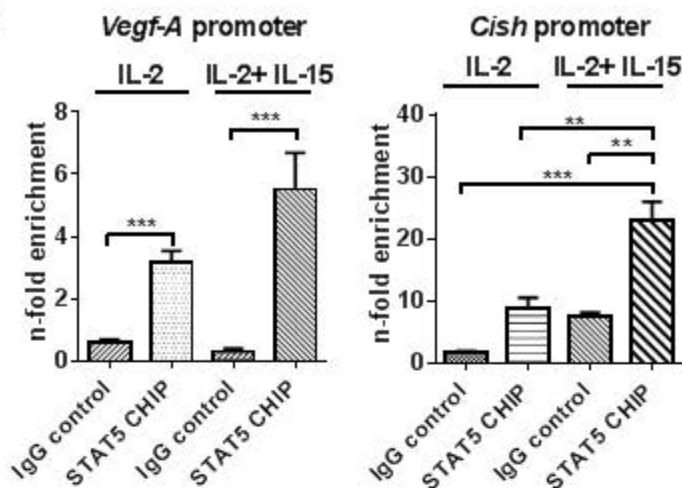 Vegf-A promoter
IL-2
IL-2+ IL-15
n-fold enrichment
8
6
4
2
0
***
***
IgG control
STAT5 CHIP
IgG control
STAT5 CHIP
Cish promoter
IL-2
IL-2+ IL-15
n-fold enrichment
40
30
20
10
0
**
**
***
IgG control
STAT5 CHIP
IgG control
STAT5 CHIP